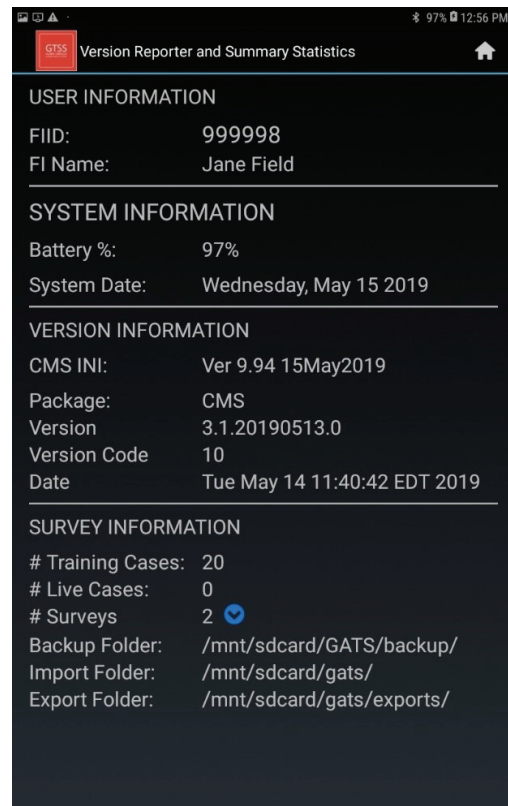 97% 12:56 PM
GTSS
Version Reporter and Summary Statistics
USER INFORMATION
FIID: 999998
FI Name: Jane Field
SYSTEM INFORMATION
Battery %: 97%
System Date: Wednesday, May 15 2019
VERSION INFORMATION
CMS INI: Ver 9.94 15May2019
Package: CMS
Version 3.1.20190513.0
Version Code 10
Date Tue May 14 11:40:42 EDT 2019
SURVEY INFORMATION
# Training Cases: 20
# Live Cases: 0
# Surveys 2
Backup Folder: /mnt/sdcard/GATS/backup/
Import Folder: /mnt/sdcard/gats/
Export Folder: /mnt/sdcard/gats/exports/